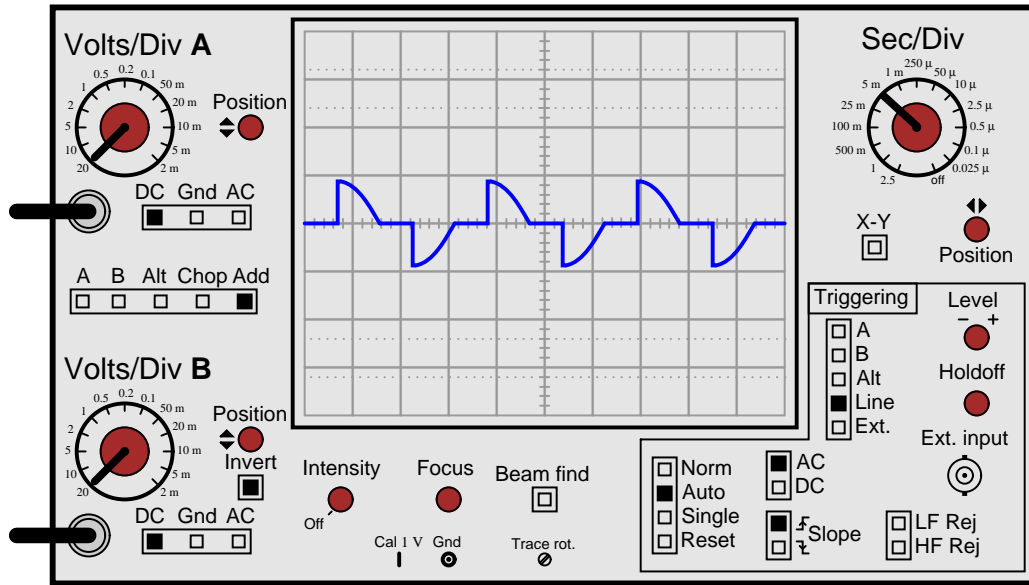 Volts/Div A
0.5 0.2 0.1
1 50 m
2 20 m
5 10 m
10 5 m
20 2 m
Position
DC Gnd AC
A B Alt Chop Add
Volts/Div B
0.5 0.2 0.1
1 50 m
2 20 m
5 10 m
10 5 m
20 2 m
Position
Invert
DC Gnd AC
Intensity
Off
Focus
Beam find
Cal 1 V Gnd
Trace rot.
Sec/Div
250 µ
1 m 50 µ
5 m 10 µ
25 m 2.5 µ
100 m 0.5 µ
500 m 0.1 µ
1 0.025 µ
2.5 off
X-Y
Position
Triggering
A
B
Alt
Line
Ext.
Level
− +
Holdoff
Ext. input
Norm
Auto
Single
Reset
AC
DC
Slope
LF Rej
HF Rej